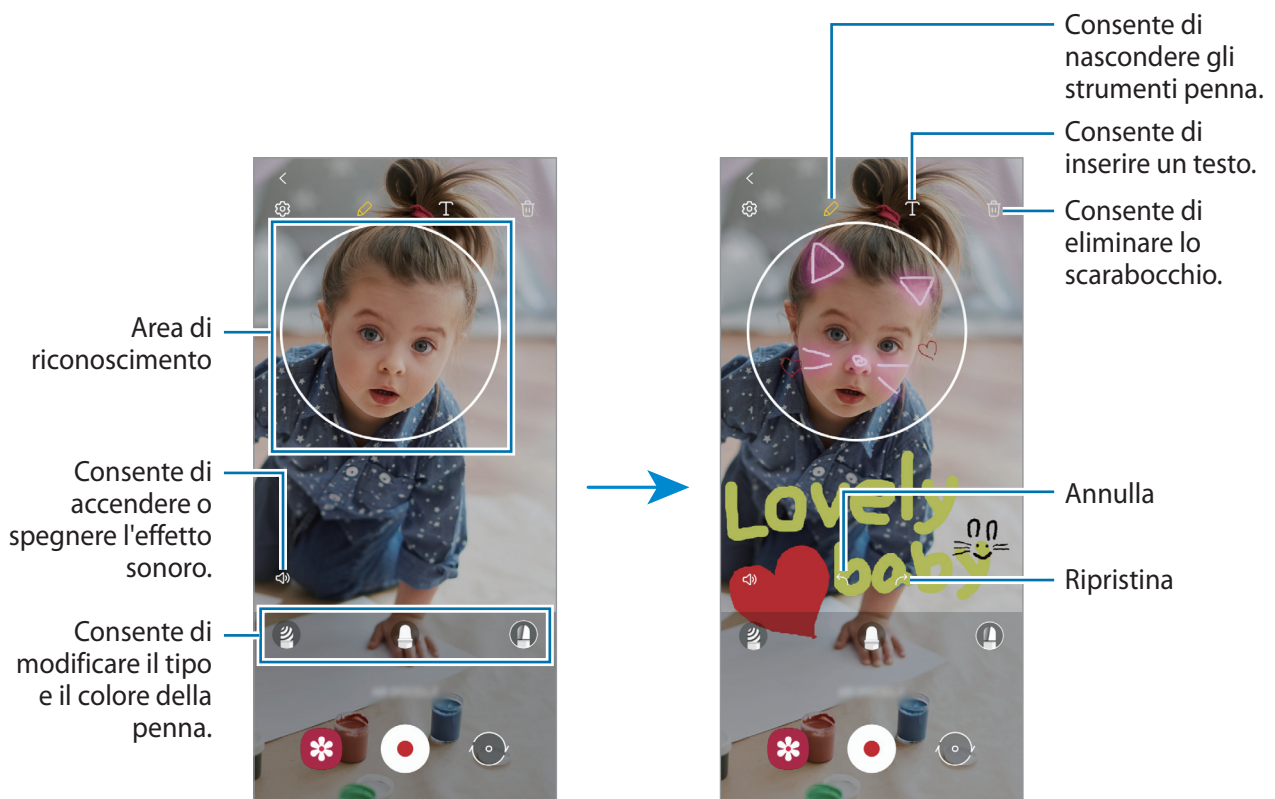 Consente di
nascondere gli
strumenti penna.
Consente di
inserire un testo.
Consente di
eliminare lo
scarabocchio.
Area di
riconoscimento
Consente di
accendere o
spegnere l'effetto
sonoro.
Consente di
modificare il tipo
e il colore della
penna.
T
T
Lovely
baby
Annulla
Ripristina